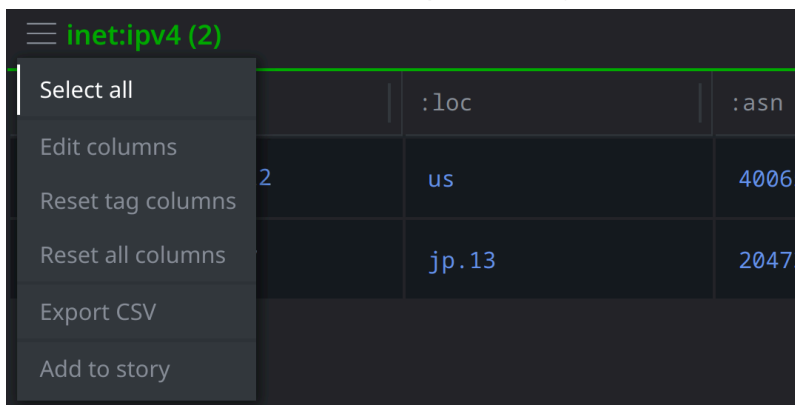 inet:ipv4 (2)
Select all
:loc
:asn
Edit columns
2
us
4006
Reset tag columns
Reset all columns
jp.13
2047
Export CSV
Add to story